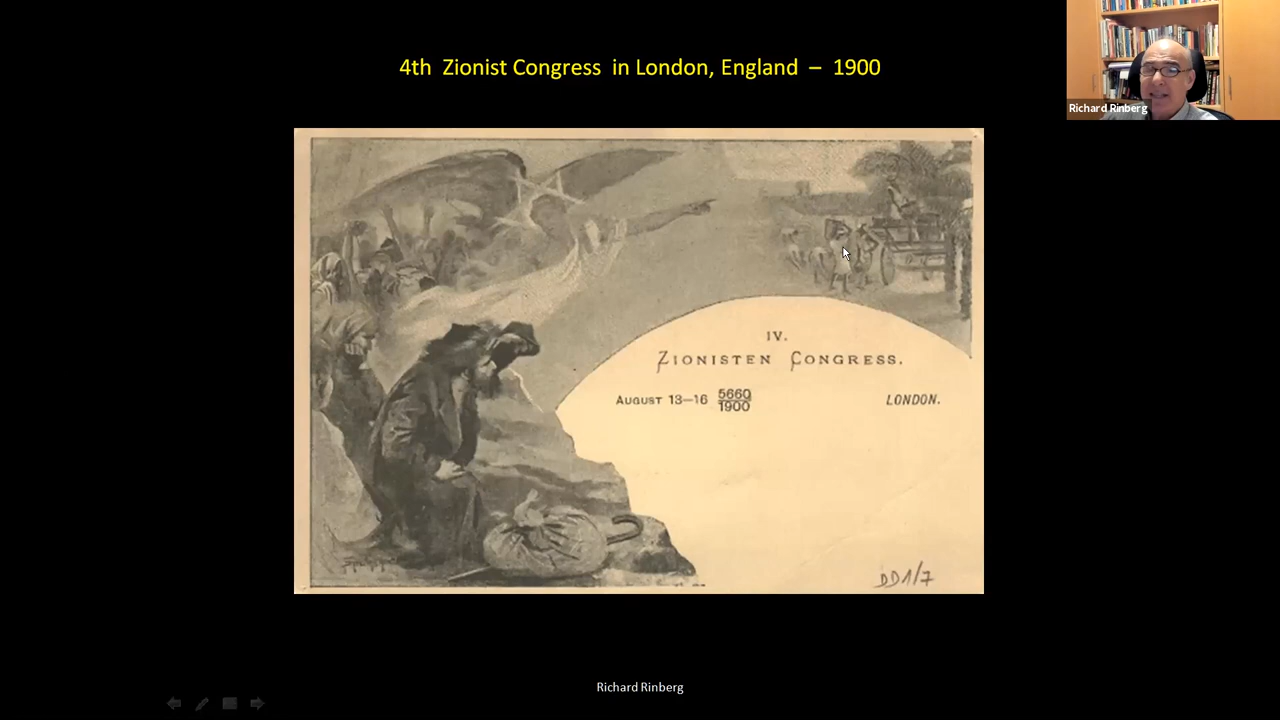 4th Zionist Congress in London, England – 1900
Richard Rinberg
IV.
ZIONISTEN CONGRESS.
AUGUST 13–16 5660
1900
LONDON.
DD1/7
Richard Rinberg